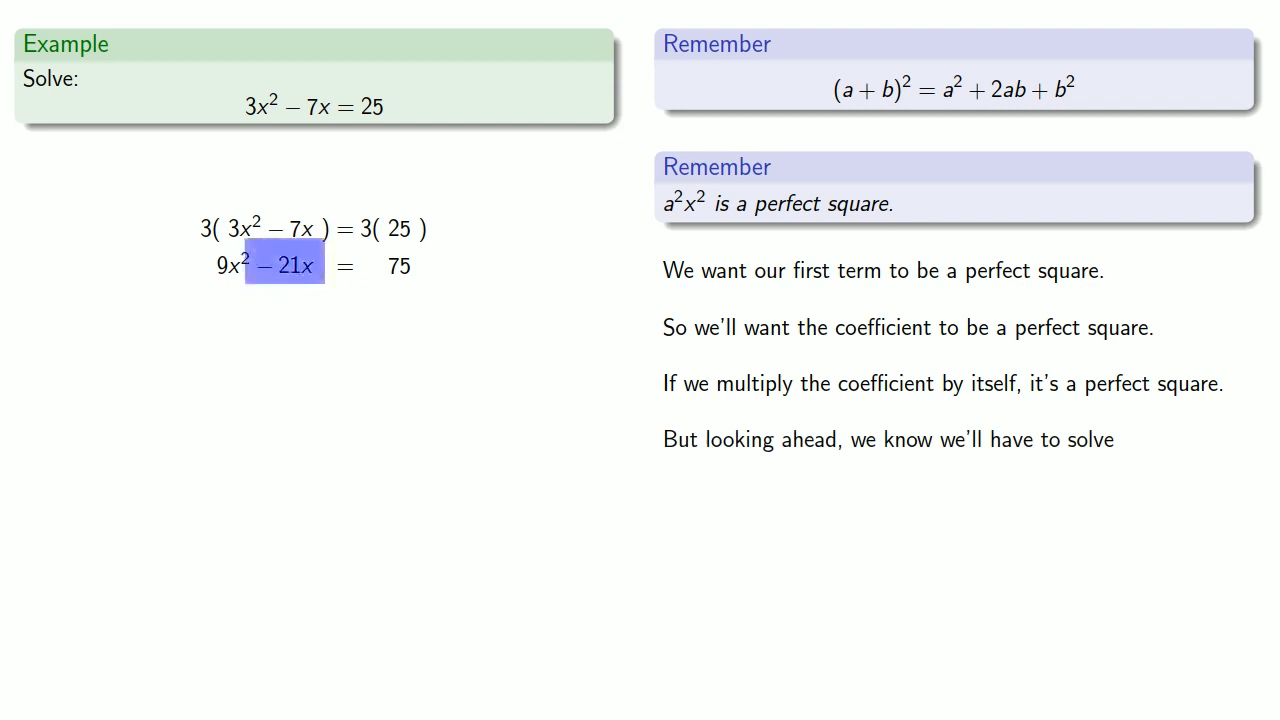 Example
Solve:
3x² − 7x = 25
3( 3x² − 7x ) = 3( 25 )
9x² − 21x = 75
Remember
(a + b)² = a² + 2ab + b²
Remember
a²x² is a perfect square.
We want our first term to be a perfect square.
So we'll want the coefficient to be a perfect square.
If we multiply the coefficient by itself, it's a perfect square.
But looking ahead, we know we'll have to solve